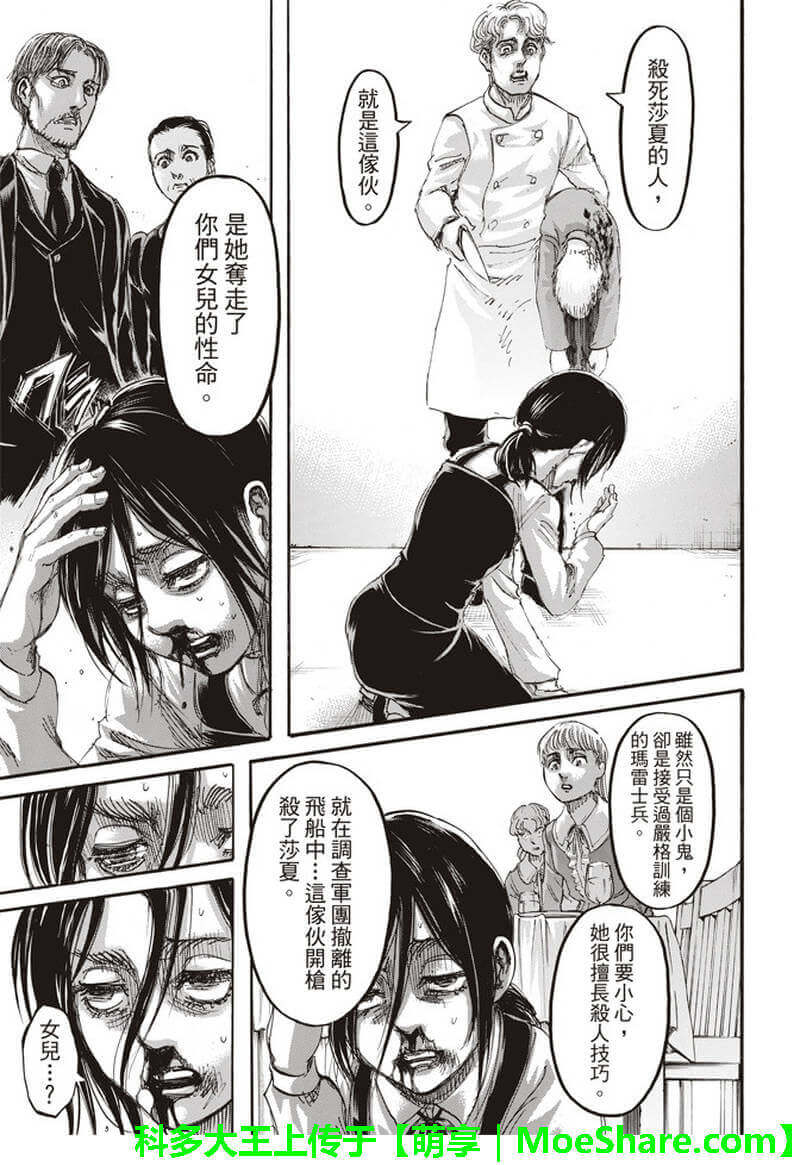 殺死莎夏的人，
就是這傢伙。
是她奪走了
你們女兒的性命。
雖然只是個小鬼，
卻是接受過嚴格訓練
的瑪雷士兵。
你們要小心，
她很擅長殺人技巧。
就在調查軍團撤離的
飛船中…這傢伙開槍
殺了莎夏。
女兒…?
科多大王上传于【萌享/MoeShare.com】